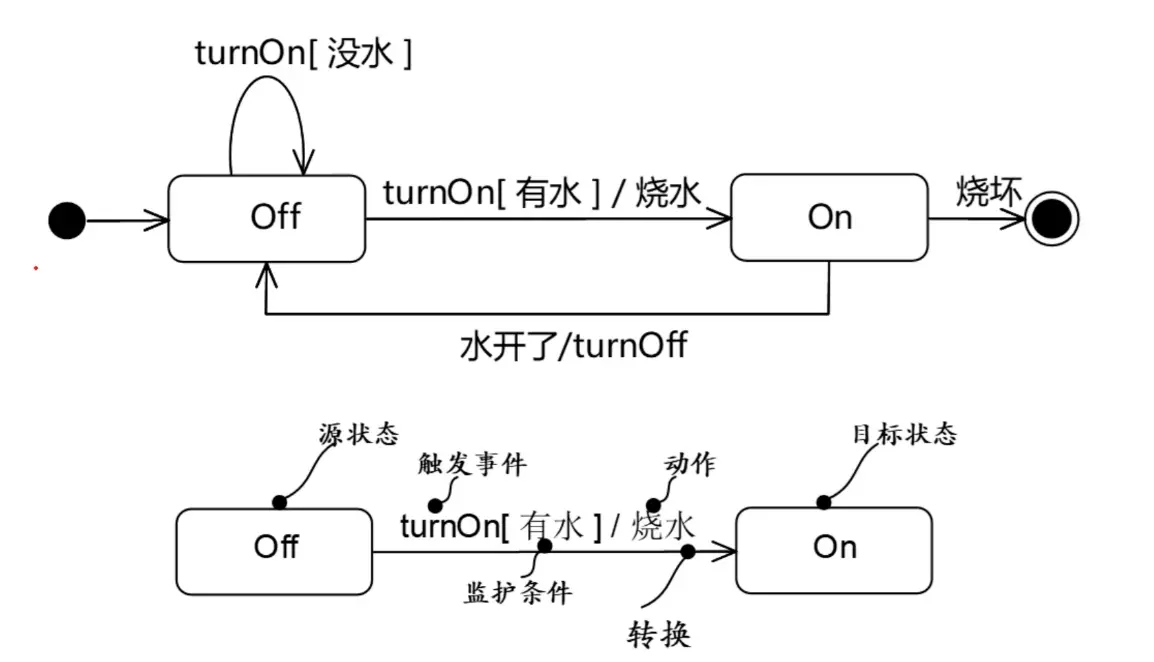 turnOn[ 没水 ]
Off
turnOn[ 有水 ] / 烧水
On
烧坏
水开了/turnOff
源状态
触发事件
动作
目标状态
Off
turnOn[ 有水 ] / 烧水
On
监护条件
转换